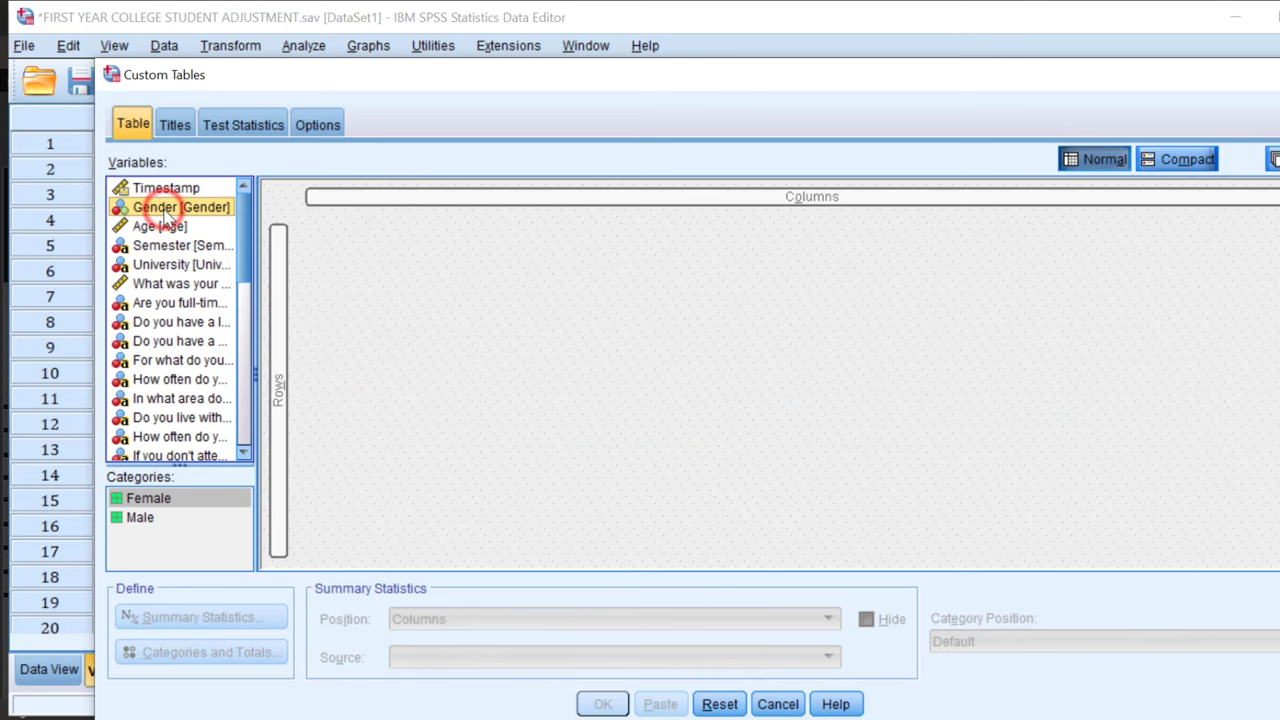 *FIRST YEAR COLLEGE STUDENT ADJUSTMENT.sav [DataSet1] - IBM SPSS Statistics Data Editor
File Edit View Data Transform Analyze Graphs Utilities Extensions Window Help
Custom Tables
Table Titles Test Statistics Options
Variables:
Normal Compact
Timestamp
Gender [Gender]
Age [Age]
Semester [Sem...
University [Univ...
What was your ...
Are you full-tim...
Do you have a l...
Do you have a ...
For what do you...
How often do y...
In what area do...
Do you live with...
How often do y...
If you don't atte...
Columns
Rows
1
2
3
4
5
6
7
8
9
10
11
12
13
14
15
16
17
18
19
20
Categories:
Female
Male
Define
Summary Statistics...
Categories and Totals...
Summary Statistics
Position: Columns Hide
Source:
Category Position:
Default
Data View V
OK Paste Reset Cancel Help